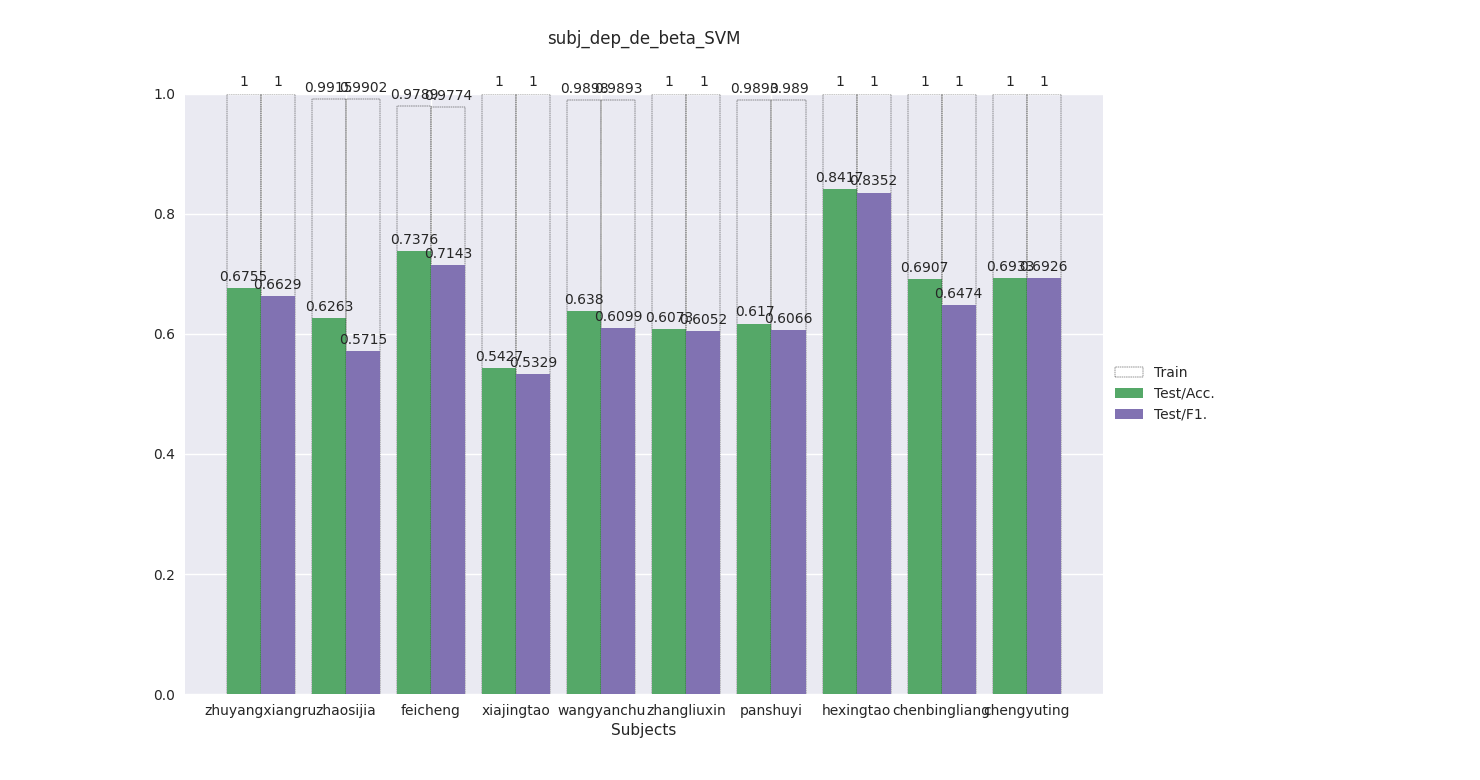 subj_dep_de_beta_SVM
1 1 0.9915 0.9902 0.9789 0.9774 1 1 0.9893 0.9893 1 1 0.9893 0.989 1 1 1 1 1 1
1.0
0.8417 0.8352
0.8
0.7376 0.7143
0.6755 0.6629 0.6907 0.6474 0.6933 0.6926
0.6263 0.5715 0.638 0.6099 0.6073 0.6052 0.617 0.6066
0.6
0.5427 0.5329
0.4
0.2
0.0
zhuyangxiangru zhaosijia feicheng xiajingtao wangyanchu zhangliuxin panshuyi hexingtao chenbingliang chengyuting
Subjects
Train
Test/Acc.
Test/F1.